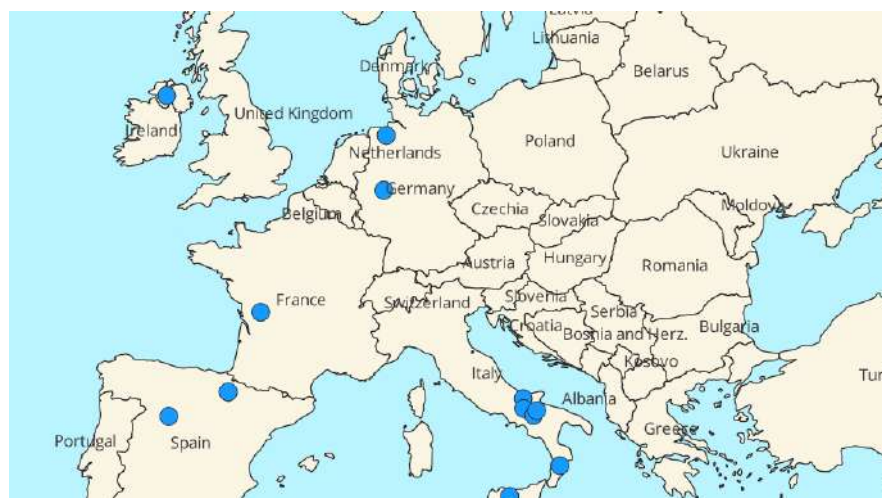 Latvia
Lithuania
Denmark
Belarus
United Kingdom
Ireland
Netherlands
Poland
Ukraine
Germany
Belgium
Czechia
Slovakia
Moldova
Austria
Hungary
Romania
France
Switzerland
Slovenia
Serbia
Croatia
Bosnia and Herz.
Bulgaria
Kosovo
Italy
Albania
Tur
Greece
Portugal
Spain